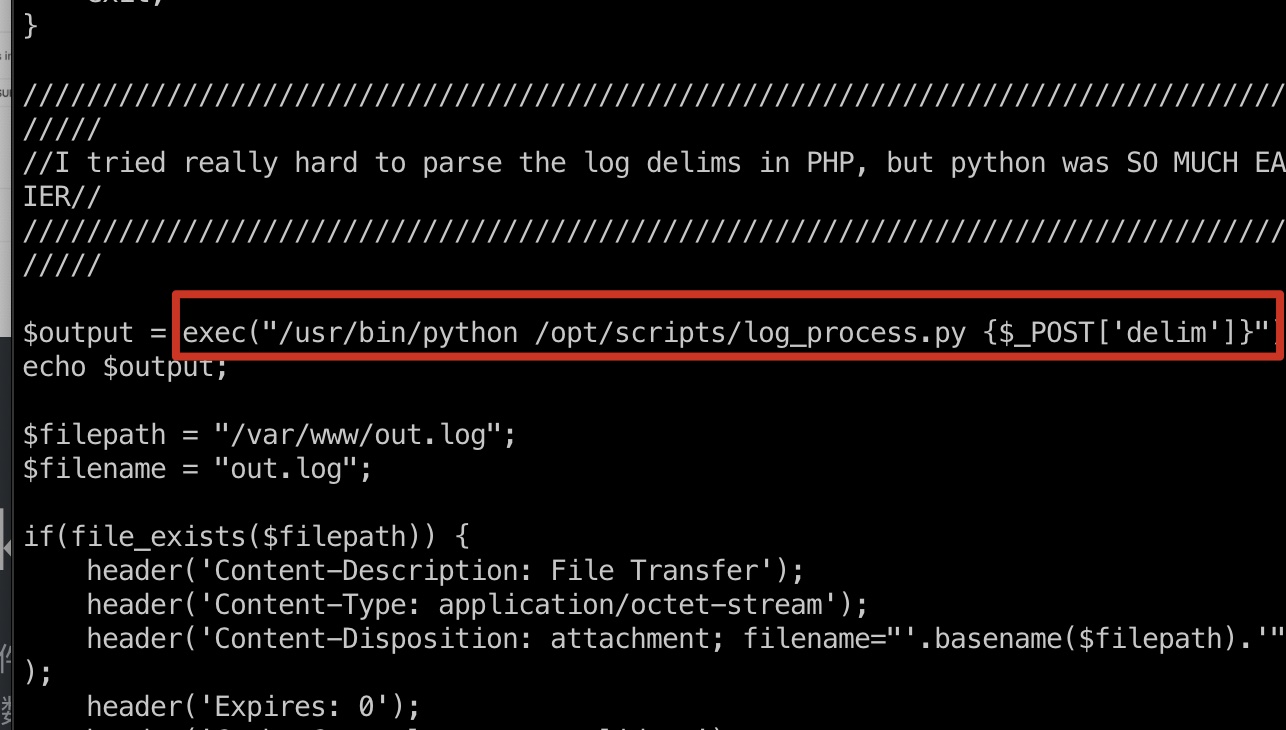 }
/////////////////////////////////////////////////////////////////////////////////
/////
//I tried really hard to parse the log delims in PHP, but python was SO MUCH EA
IER//
/////////////////////////////////////////////////////////////////////////////////
/////
$output = exec("/usr/bin/python /opt/scripts/log_process.py {$_POST['delim']}")
echo $output;
$filepath = "/var/www/out.log";
$filename = "out.log";
if(file_exists($filepath)) {
header('Content-Description: File Transfer');
header('Content-Type: application/octet-stream');
header('Content-Disposition: attachment; filename="'.basename($filepath).'"
);
header('Expires: 0');